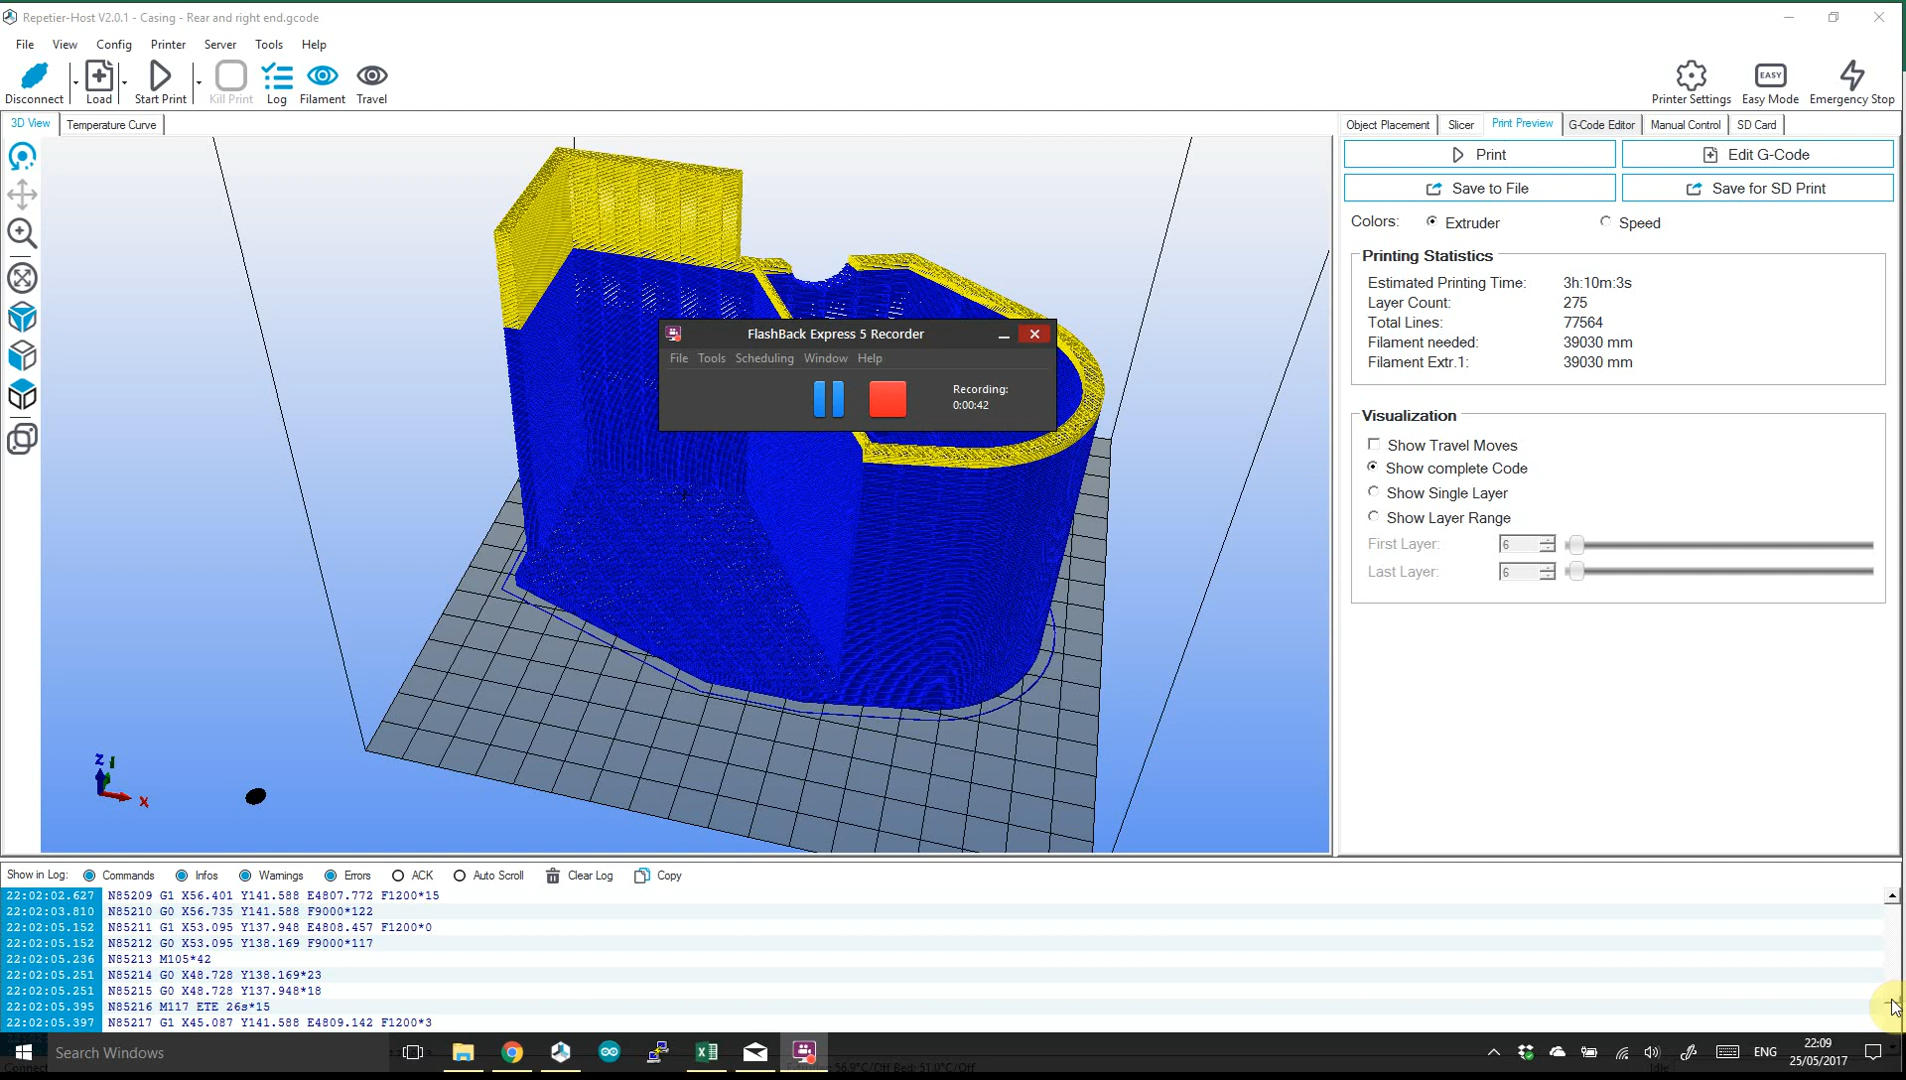 Repetier-Host V2.0.1 - Casing - Rear and right end.gcode
File View Config Printer Server Tools Help
Disconnect Load Start Print Kill Print Log Filament Travel
EASY
Printer Settings Easy Mode Emergency Stop
3D View Temperature Curve
Object Placement Slicer Print Preview G-Code Editor Manual Control SD Card
Print
Edit G-Code
Save to File
Save for SD Print
Colors: Extruder Speed
Printing Statistics
Estimated Printing Time: 3h:10m:3s
Layer Count: 275
Total Lines: 77564
Filament needed: 39030 mm
Filament Extr.1: 39030 mm
Visualization
Show Travel Moves
Show complete Code
Show Single Layer
Show Layer Range
First Layer: 6
Last Layer: 6
FlashBack Express 5 Recorder
File Tools Scheduling Window Help
Recording:
0:00:42
Z
X
Show in Log: Commands Infos Warnings Errors ACK Auto Scroll Clear Log Copy
22:02:02.627 N85209 G1 X56.401 Y141.588 E4807.772 F1200*15
22:02:03.810 N85210 G0 X56.735 Y141.588 F9000*122
22:02:05.152 N85211 G1 X53.095 Y137.948 E4808.457 F1200*0
22:02:05.152 N85212 G0 X53.095 Y138.169 F9000*117
22:02:05.236 N85213 M105*42
22:02:05.251 N85214 G0 X48.728 Y138.169*23
22:02:05.251 N85215 G0 X48.728 Y137.948*18
22:02:05.395 N85216 M117 ETE 26s*15
22:02:05.397 N85217 G1 X45.087 Y141.588 E4809.142 F1200*3
Search Windows
ENG
22:09
25/05/2017